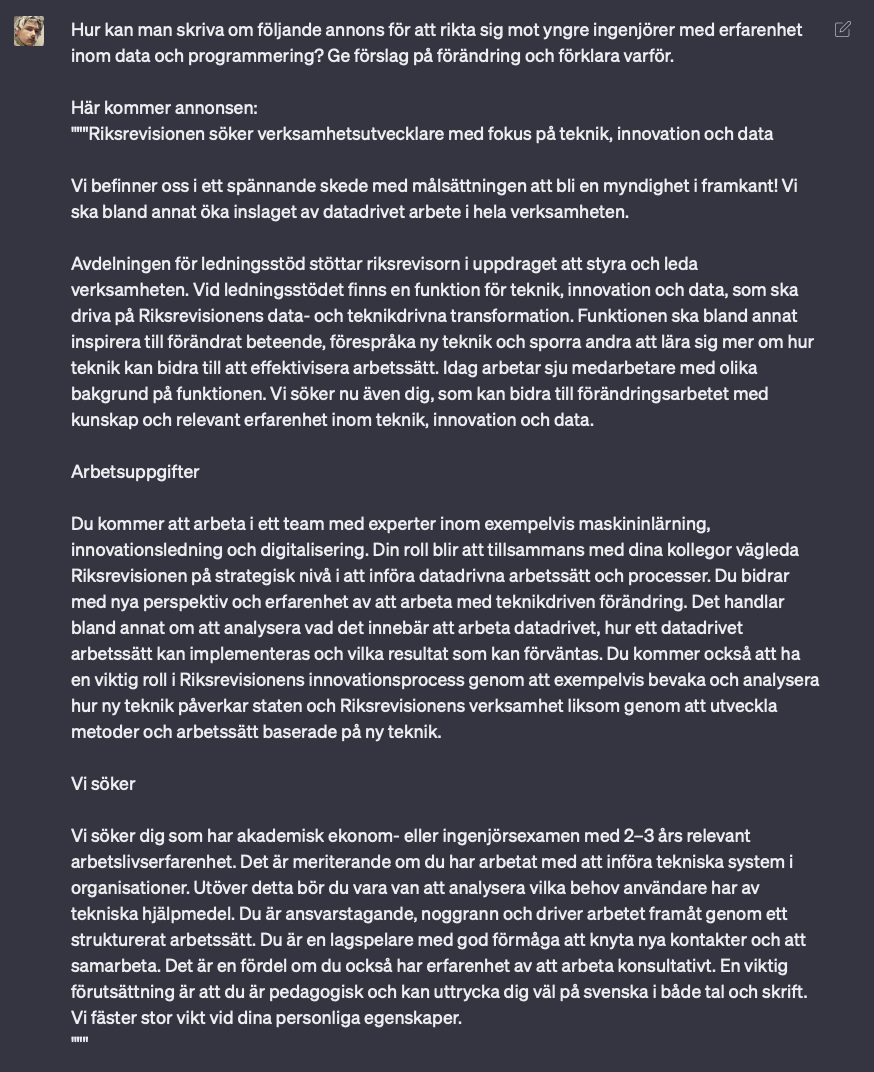 Hur kan man skriva om följande annons för att rikta sig mot yngre ingenjörer med erfarenhet
inom data och programmering? Ge förslag på förändring och förklara varför.
Här kommer annonsen:
"""Riksrevisionen söker verksamhetsutvecklare med fokus på teknik, innovation och data
Vi befinner oss i ett spännande skede med målsättningen att bli en myndighet i framkant! Vi
ska bland annat öka inslaget av datadrivet arbete i hela verksamheten.
Avdelningen för ledningsstöd stöttar riksrevisorn i uppdraget att styra och leda
verksamheten. Vid ledningsstödet finns en funktion för teknik, innovation och data, som ska
driva på Riksrevisionens data- och teknikdrivna transformation. Funktionen ska bland annat
inspirera till förändrat beteende, förespråka ny teknik och sporra andra att lära sig mer om hur
teknik kan bidra till att effektivisera arbetssätt. Idag arbetar sju medarbetare med olika
bakgrund på funktionen. Vi söker nu även dig, som kan bidra till förändringsarbetet med
kunskap och relevant erfarenhet inom teknik, innovation och data.
Arbetsuppgifter
Du kommer att arbeta i ett team med experter inom exempelvis maskininlärning,
innovationsledning och digitalisering. Din roll blir att tillsammans med dina kollegor vägleda
Riksrevisionen på strategisk nivå i att införa datadrivna arbetssätt och processer. Du bidrar
med nya perspektiv och erfarenhet av att arbeta med teknikdriven förändring. Det handlar
bland annat om att analysera vad det innebär att arbeta datadrivet, hur ett datadrivet
arbetssätt kan implementeras och vilka resultat som kan förväntas. Du kommer också att ha
en viktig roll i Riksrevisionens innovationsprocess genom att exempelvis bevaka och analysera
hur ny teknik påverkar staten och Riksrevisionens verksamhet liksom genom att utveckla
metoder och arbetssätt baserade på ny teknik.
Vi söker
Vi söker dig som har akademisk ekonom- eller ingenjörsexamen med 2–3 års relevant
arbetslivserfarenhet. Det är meriterande om du har arbetat med att införa tekniska system i
organisationer. Utöver detta bör du vara van att analysera vilka behov användare har av
tekniska hjälpmedel. Du är ansvarstagande, noggrann och driver arbetet framåt genom ett
strukturerat arbetssätt. Du är en lagspelare med god förmåga att knyta nya kontakter och att
samarbeta. Det är en fördel om du också har erfarenhet av att arbeta konsultativt. En viktig
förutsättning är att du är pedagogisk och kan uttrycka dig väl på svenska i både tal och skrift.
Vi fäster stor vikt vid dina personliga egenskaper.
"""